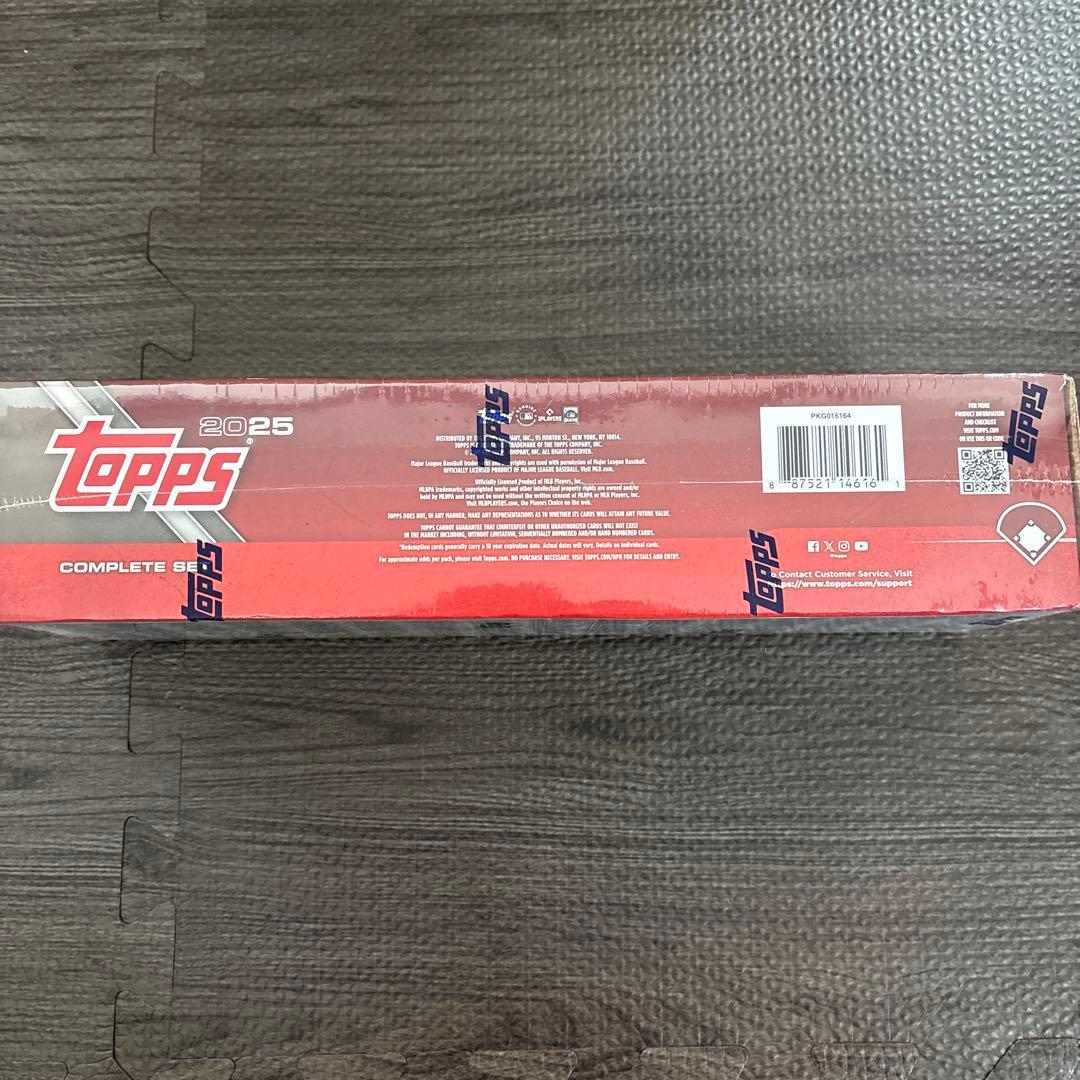 2025
TOPPS
®
COMPLETE SE
TOPPS
TOPPS
TOPPS
TOPPS
PLAYERS
DISTRIBUTED BY T COMPANY, INC., 95 MORTON ST., NEW YORK, NY 10014.
TOPPS TRADEMARK OF THE TOPPS COMPANY, INC.
COMPANY, INC. ALL RIGHTS RESERVED.
Major League Baseball trade rights are used with permission of Major League Baseball.
OFFICIALLY LICENSED PRODUCT OF MAJOR LEAGUE BASEBALL. Visit MLB.com.
Officially Licensed Product of MLB Players, Inc.
MLBPA trademarks, copyrighted works and other intellectual property rights are owned and/or
held by MLBPA and may not be used without the written consent of MLBPA or MLB Players, Inc.
Visit MLBPLAYERS.com, the Players Choice on the web.
TOPPS DOES NOT, IN ANY MANNER, MAKE ANY REPRESENTATIONS AS TO WHETHER ITS CARDS WILL ATTAIN ANY FUTURE VALUE.
TOPPS CANNOT GUARANTEE THAT COUNTERFEIT OR OTHER UNAUTHORIZED CARDS WILL NOT EXIST
IN THE MARKET INCLUDING, WITHOUT LIMITATION, SEQUENTIALLY NUMBERED AND/OR HAND NUMBERED CARDS.
*Redemption cards generally carry a 10 year expiration date. Actual dates will vary. Details on individual cards.
For approximate odds per pack, please visit Topps.com. NO PURCHASE NECESSARY. VISIT TOPPS.COM/NPN FOR DETAILS AND ENTRY.
PKG016164
8 87521 14616 1
FOR MORE
PRODUCT INFORMATION
AND CHECKLIST
VISIT TOPPS.COM
OR USE THIS QR CODE
@topps
o Contact Customer Service, Visit
ps://www.topps.com/support